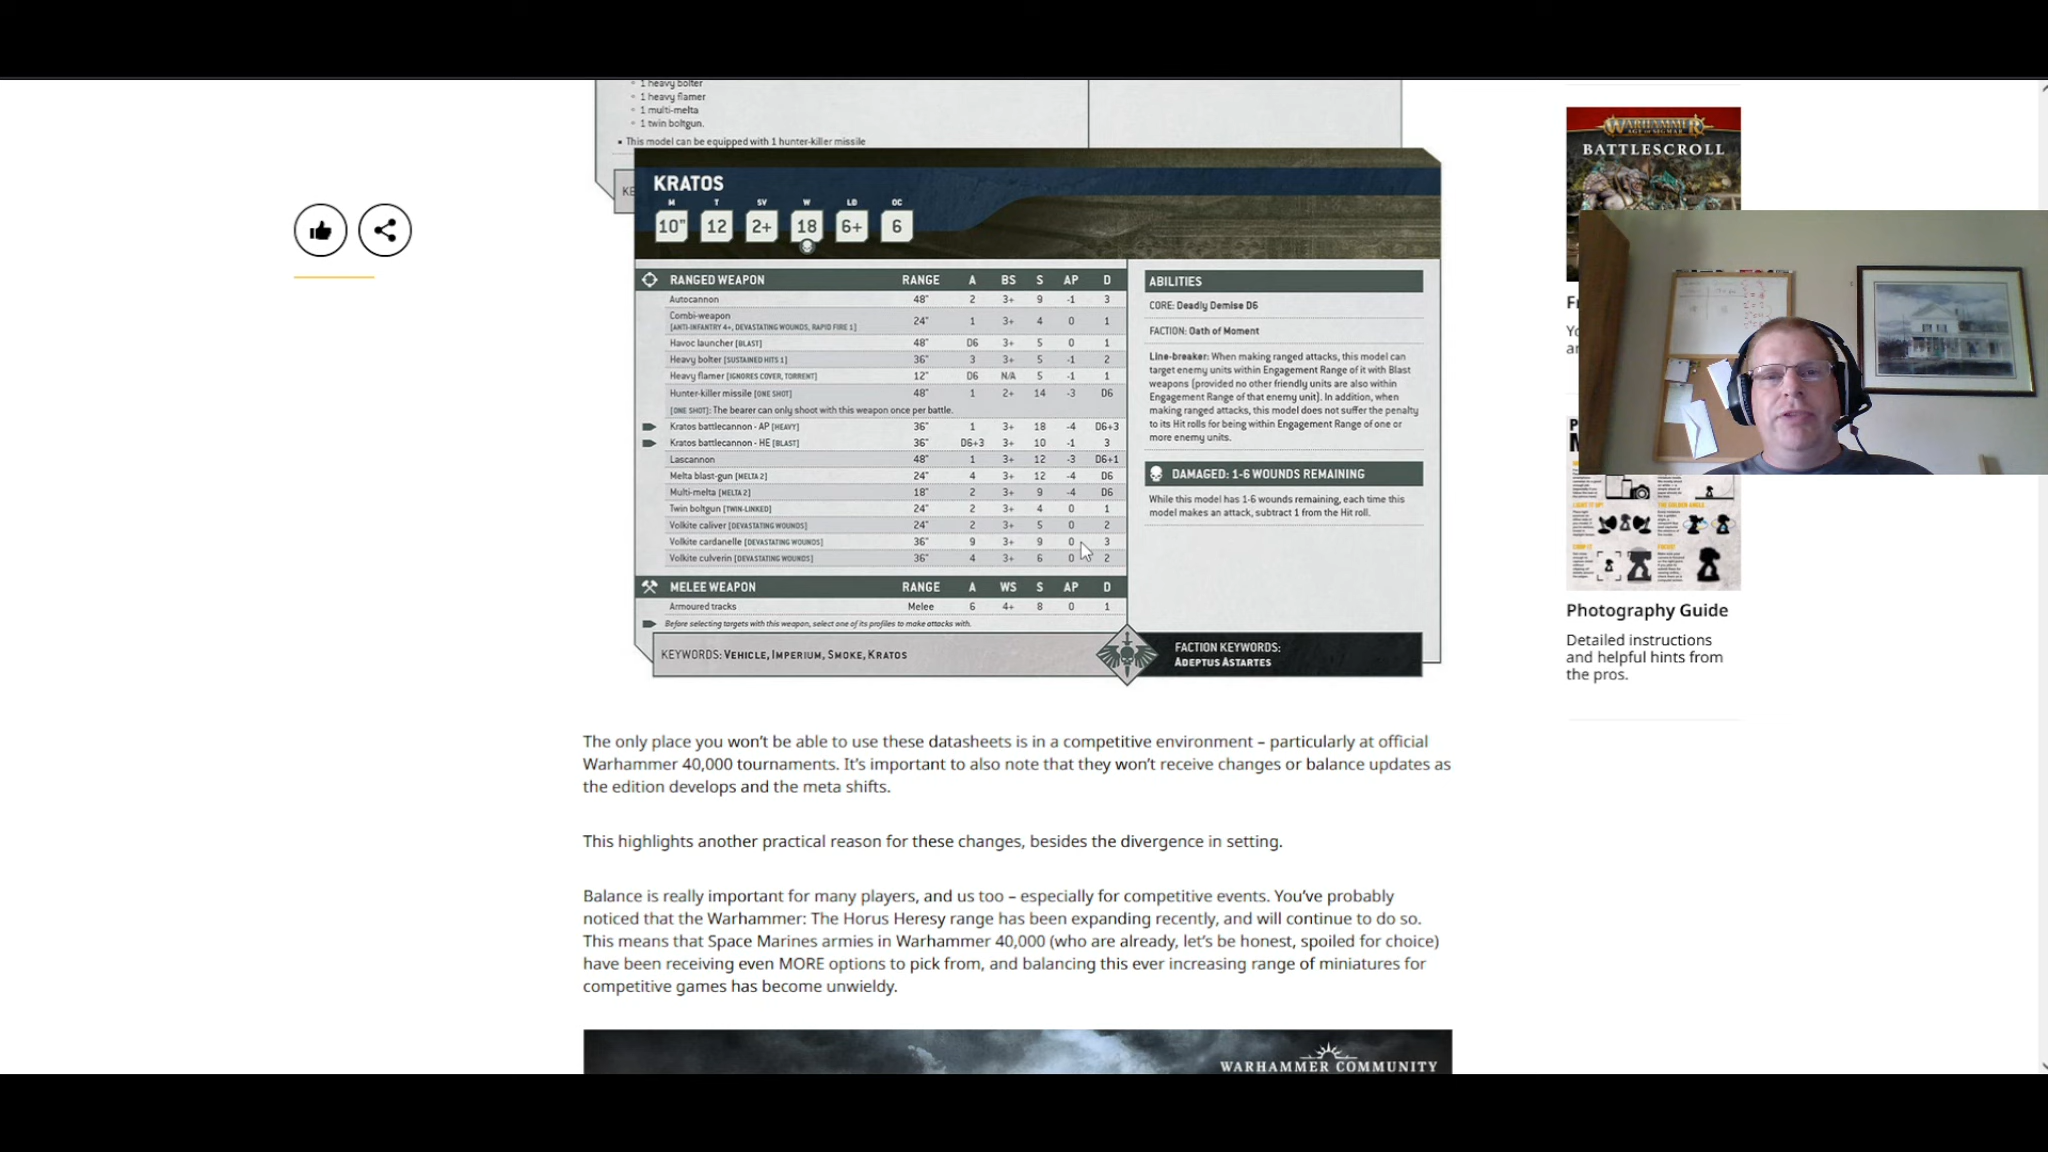 1 heavy bolter
1 heavy flamer
1 multi-melta
1 twin boltgun.
This model can be equipped with 1 hunter-killer missile
KE
KRATOS
M T SV W LD OC
10" 12 2+ 18 6+ 6
RANGED WEAPON RANGE A BS S AP D
Autocannon 48" 2 3+ 9 -1 3
Combi-weapon
[ANTI-INFANTRY 4+, DEVASTATING WOUNDS, RAPID FIRE 1] 24" 1 3+ 4 0 1
Havoc launcher [BLAST] 48" D6 3+ 5 0 1
Heavy bolter [SUSTAINED HITS 1] 36" 3 3+ 5 -1 2
Heavy flamer [IGNORES COVER, TORRENT] 12" D6 N/A 5 -1 1
Hunter-killer missile [ONE SHOT] 48" 1 2+ 14 -3 D6
[ONE SHOT]: The bearer can only shoot with this weapon once per battle.
Kratos battlecannon - AP [HEAVY] 36" 1 3+ 18 -4 D6+3
Kratos battlecannon - HE [BLAST] 36" D6+3 3+ 10 -1 3
Lascannon 48" 1 3+ 12 -3 D6+1
Melta blast-gun [MELTA 2] 24" 4 3+ 12 -4 D6
Multi-melta [MELTA 2] 18" 2 3+ 9 -4 D6
Twin boltgun [TWIN-LINKED] 24" 2 3+ 4 0 1
Volkite caliver [DEVASTATING WOUNDS] 24" 2 3+ 5 0 2
Volkite cardanelle [DEVASTATING WOUNDS] 36" 9 3+ 9 0 3
Volkite culverin [DEVASTATING WOUNDS] 36" 4 3+ 6 0 2
MELEE WEAPON RANGE A WS S AP D
Armoured tracks Melee 6 4+ 8 0 1
Before selecting targets with this weapon, select one of its profiles to make attacks with.
KEYWORDS: VEHICLE, IMPERIUM, SMOKE, KRATOS
ABILITIES
CORE: Deadly Demise D6
FACTION: Oath of Moment
Line-breaker: When making ranged attacks, this model can
target enemy units within Engagement Range of it with Blast
weapons (provided no other friendly units are also within
Engagement Range of that enemy unit). In addition, when
making ranged attacks, this model does not suffer the penalty
to its Hit rolls for being within Engagement Range of one or
more enemy units.
DAMAGED: 1-6 WOUNDS REMAINING
While this model has 1-6 wounds remaining, each time this
model makes an attack, subtract 1 from the Hit roll.
FACTION KEYWORDS:
ADEPTUS ASTARTES
The only place you won't be able to use these datasheets is in a competitive environment – particularly at official
Warhammer 40,000 tournaments. It's important to also note that they won't receive changes or balance updates as
the edition develops and the meta shifts.
This highlights another practical reason for these changes, besides the divergence in setting.
Balance is really important for many players, and us too – especially for competitive events. You've probably
noticed that the Warhammer: The Horus Heresy range has been expanding recently, and will continue to do so.
This means that Space Marines armies in Warhammer 40,000 (who are already, let's be honest, spoiled for choice)
have been receiving even MORE options to pick from, and balancing this ever increasing range of miniatures for
competitive games has become unwieldy.
WARHAMMER COMMUNITY
WARHAMMER
AGE OF SIGMAR
BATTLESCROLL
THE GOLDEN ANGLE
Photography Guide
Detailed instructions
and helpful hints from
the pros.